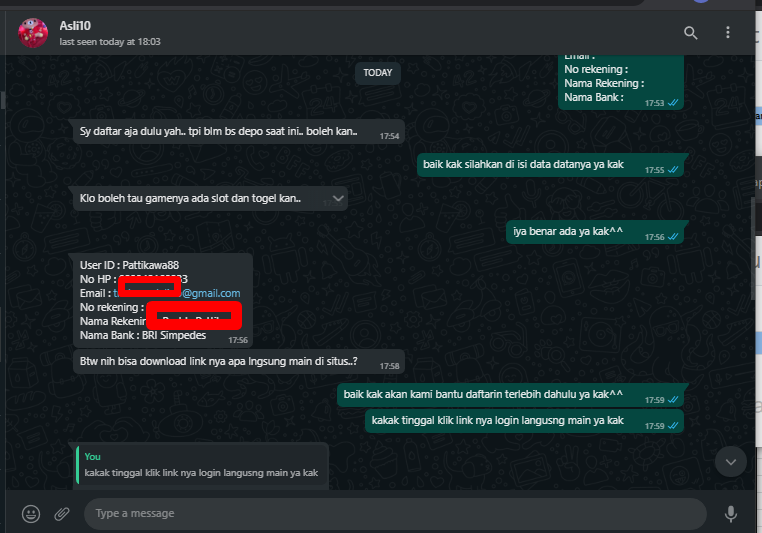 Asli10
last seen today at 18:03
TODAY
Email :
No rekening :
Nama Rekening :
Nama Bank :
17:53
Sy daftar aja dulu yah.. tpi blm bs depo saat ini.. boleh kan..
17:54
baik kak silahkan di isi data datanya ya kak
17:55
Klo boleh tau gamenya ada slot dan togel kan..
iya benar ada ya kak^^
17:56
User ID : Pattikawa88
No HP :
Email : @gmail.com
No rekening :
Nama
Nama Bank : BRI Simpedes
17:56
Btw nih bisa download link nya apa lngsung main di situs..?
17:58
baik kak akan kami bantu daftarin terlebih dahulu ya kak^^
17:59
kakak tinggal klik link nya login langusng main ya kak
17:59
You
kakak tinggal klik link nya login langusng main ya kak
Type a message